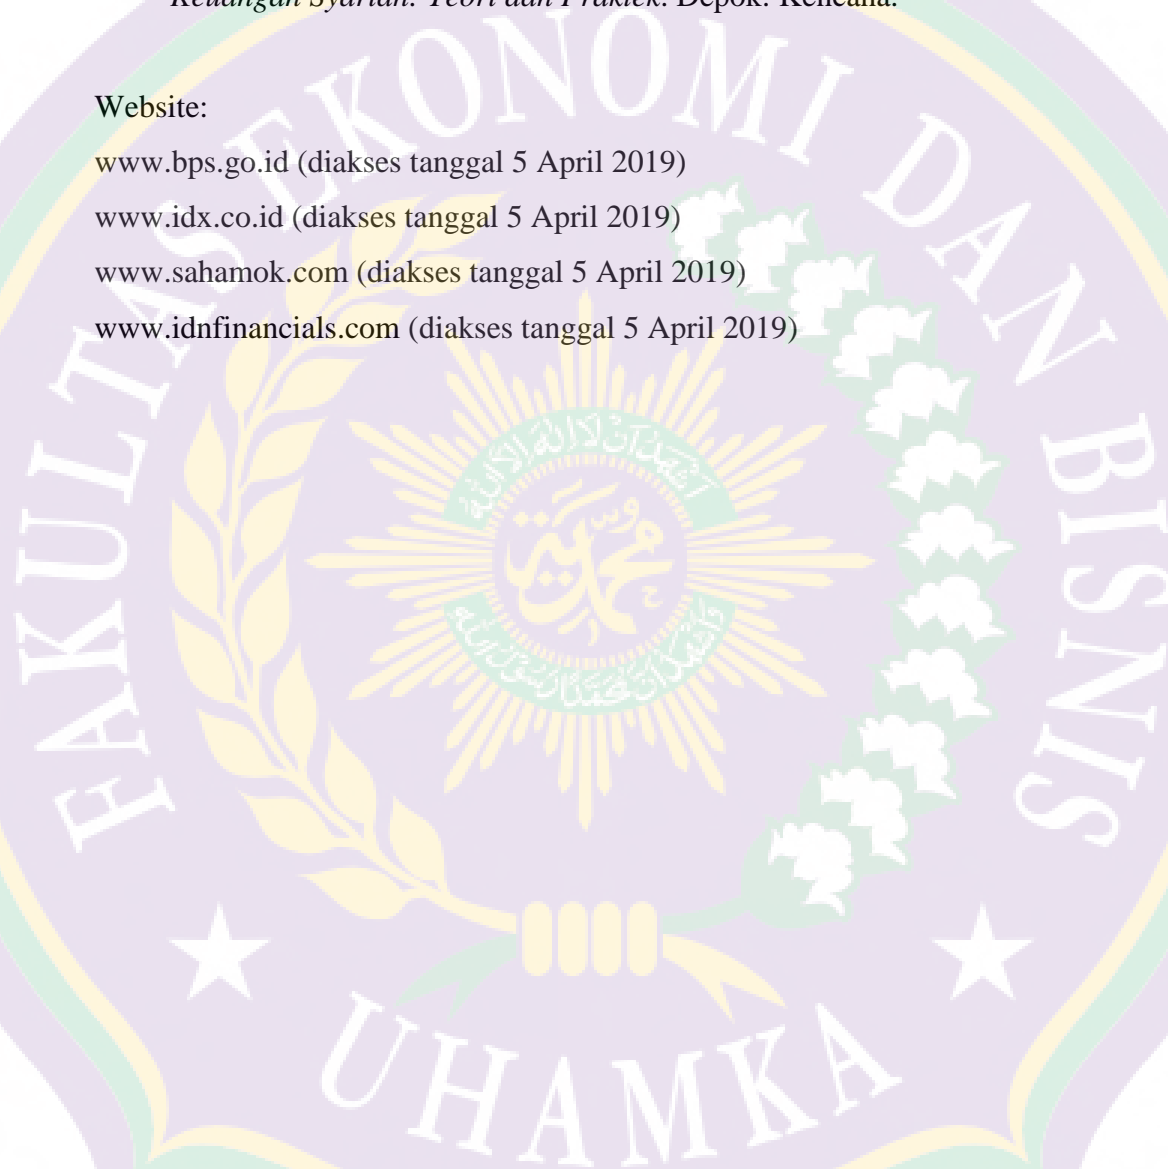 Keuangan Syariah: Teori dan Praktek. Depok: Kencana.
Website:
www.bps.go.id (diakses tanggal 5 April 2019)
www.idx.co.id (diakses tanggal 5 April 2019)
www.sahamok.com (diakses tanggal 5 April 2019)
www.idnfinancials.com (diakses tanggal 5 April 2019)
FAKULTAS EKONOMI DAN BISNIS
محمدية
UHAMKA